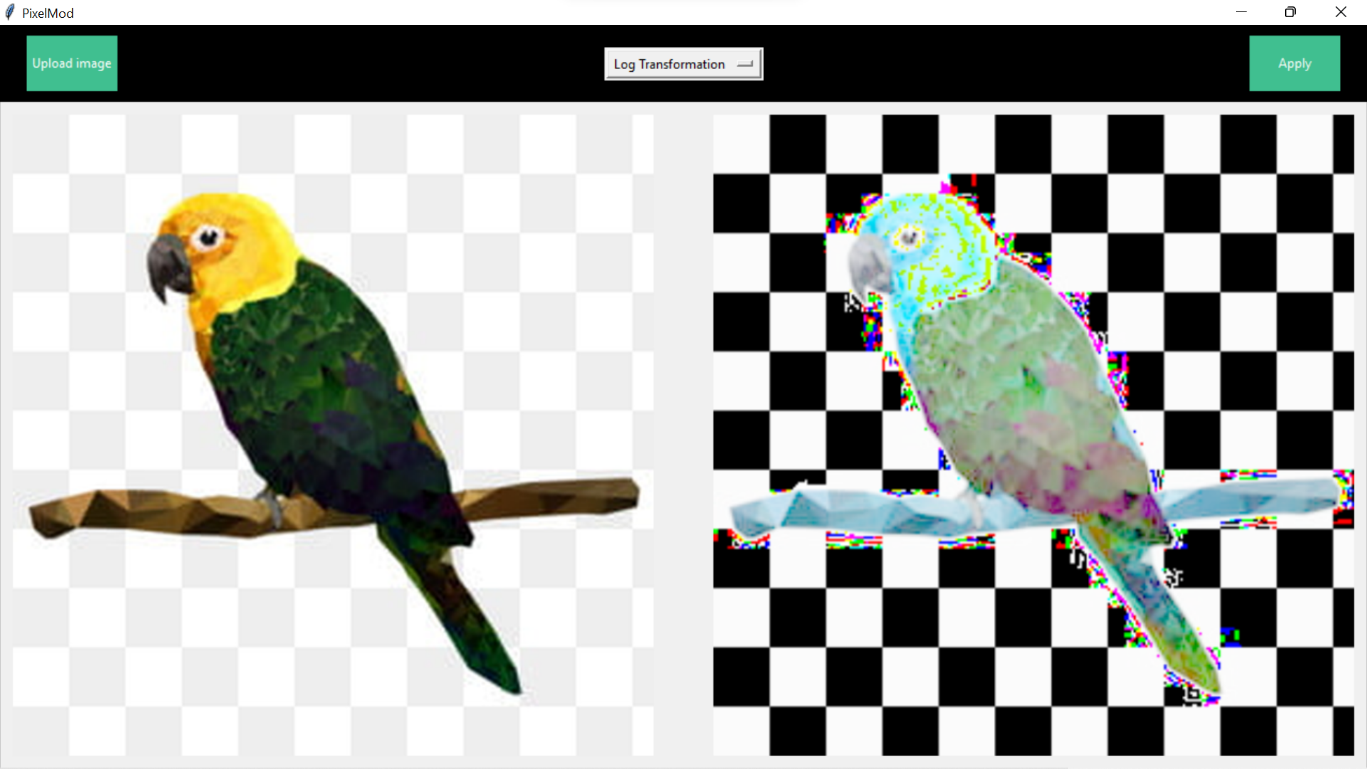 PixelMod
Upload image
Log Transformation
Apply